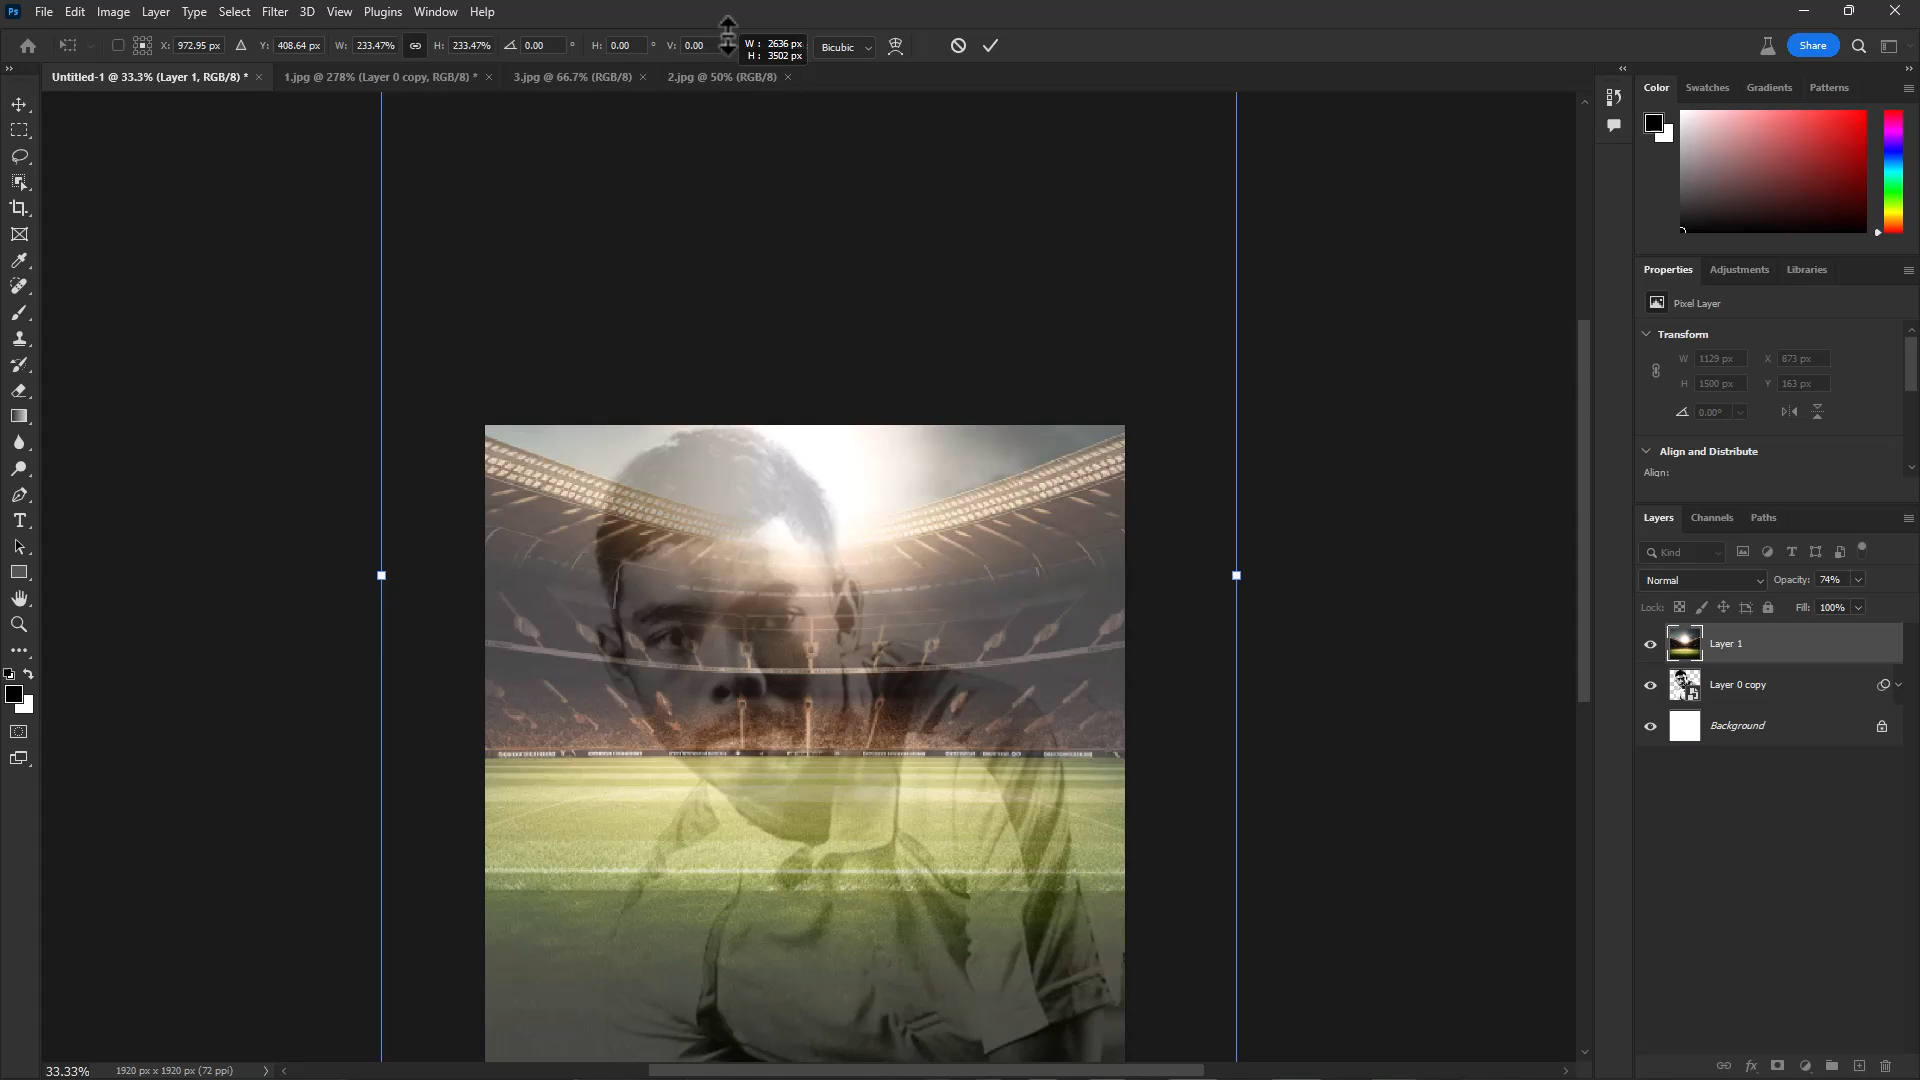 Ps File Edit Image Layer Type Select Filter 3D View Plugins Window Help
X: 972.95 px Y: 408.64 px W: 233.47% H: 233.47% 0.00 ° H: 0.00 ° V: 0.00 W : 2636 px Bicubic Share
H : 3502 px
Untitled-1 @ 33.3% (Layer 1, RGB/8) * × 1.jpg @ 278% (Layer 0 copy, RGB/8) * × 3.jpg @ 66.7% (RGB/8) × 2.jpg @ 50% (RGB/8) ×
Color Swatches Gradients Patterns
Properties Adjustments Libraries
Pixel Layer
Transform
W 1129 px X 873 px
H 1500 px Y 163 px
0.00°
Align and Distribute
Align:
Layers Channels Paths
Kind
Normal Opacity: 74%
Lock: Fill: 100%
Layer 1
Layer 0 copy
Background
33.33% 1920 px x 1920 px (72 ppi)